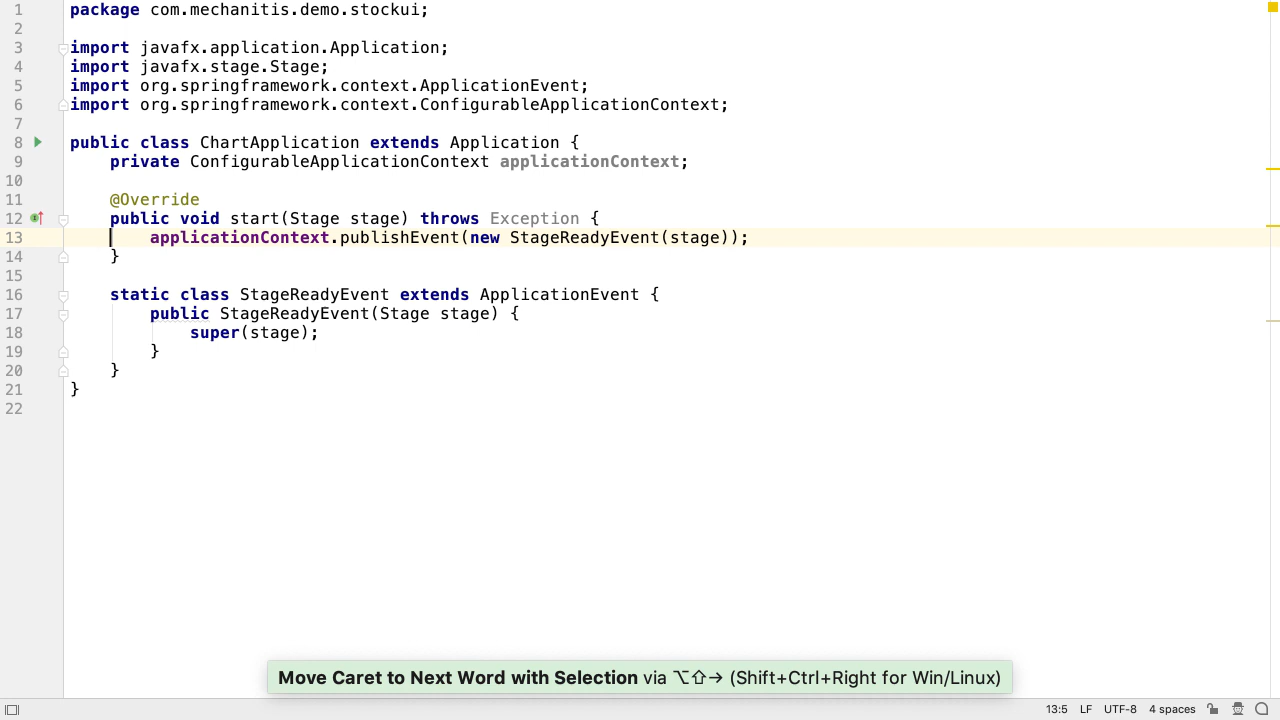 1 package com.mechanitis.demo.stockui;
2
3 import javafx.application.Application;
4 import javafx.stage.Stage;
5 import org.springframework.context.ApplicationEvent;
6 import org.springframework.context.ConfigurableApplicationContext;
7
8 public class ChartApplication extends Application {
9     private ConfigurableApplicationContext applicationContext;
10
11     @Override
12     public void start(Stage stage) throws Exception {
13         applicationContext.publishEvent(new StageReadyEvent(stage));
14     }
15
16     static class StageReadyEvent extends ApplicationEvent {
17         public StageReadyEvent(Stage stage) {
18             super(stage);
19         }
20     }
21 }
22
Move Caret to Next Word with Selection via ⌥⇧→ (Shift+Ctrl+Right for Win/Linux)
13:5 LF UTF-8 4 spaces